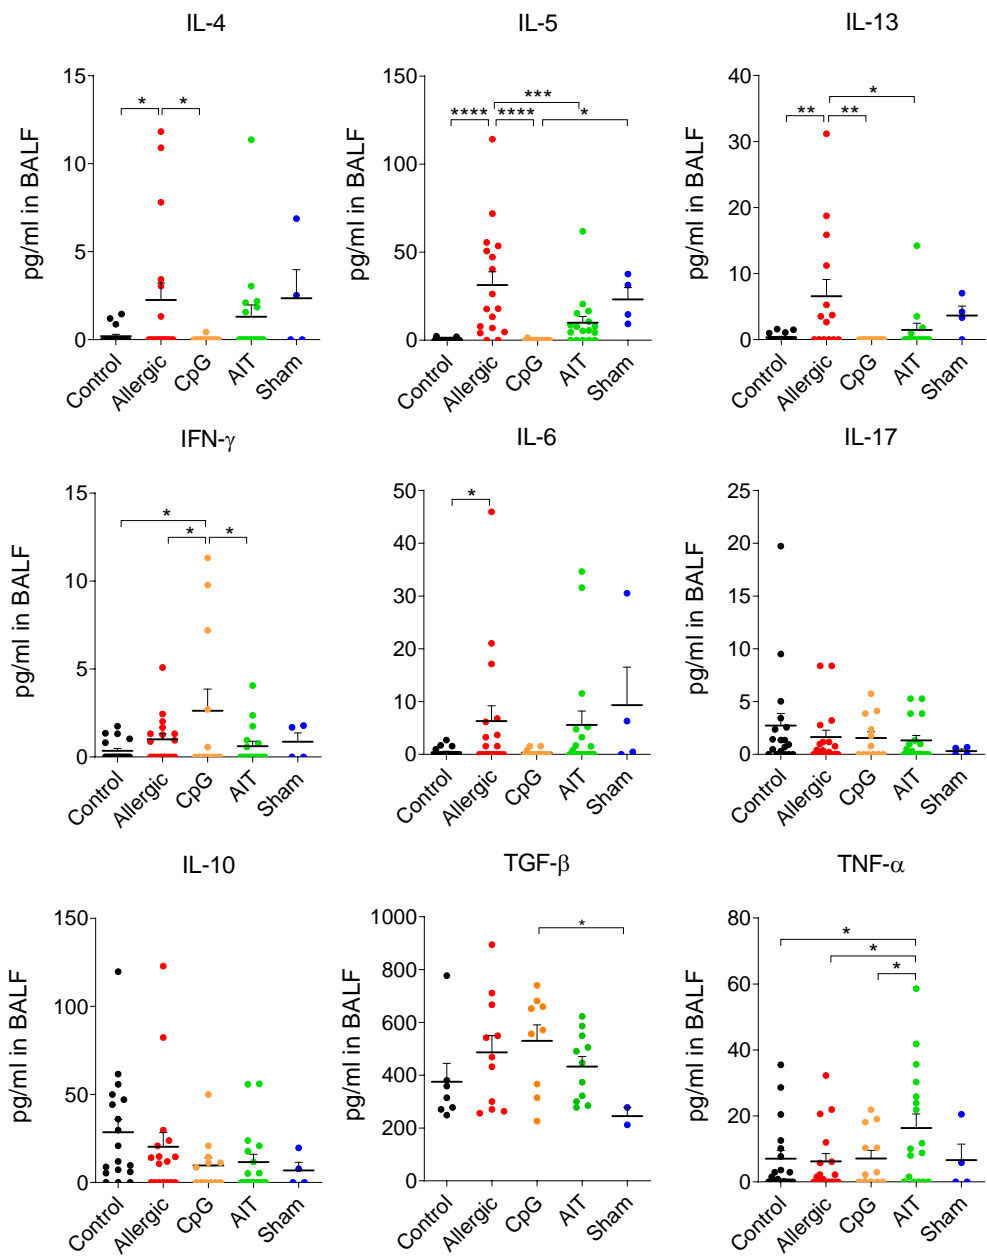 IL-4
IL-5
IL-13
pg/ml in BALF
15
10
5
0
*
*
Control
Allergic
CpG
AIT
Sham
pg/ml in BALF
150
100
50
0
***
****
****
*
Control
Allergic
CpG
AIT
Sham
pg/ml in BALF
40
30
20
10
0
*
**
**
Control
Allergic
CpG
AIT
Sham
IFN-γ
IL-6
IL-17
pg/ml in BALF
15
10
5
0
*
*
*
Control
Allergic
CpG
AIT
Sham
pg/ml in BALF
50
40
30
20
10
0
*
Control
Allergic
CpG
AIT
Sham
pg/ml in BALF
25
20
15
10
5
0
Control
Allergic
CpG
AIT
Sham
IL-10
TGF-β
TNF-α
pg/ml in BALF
150
100
50
0
Control
Allergic
CpG
AIT
Sham
pg/ml in BALF
1000
800
600
400
200
0
*
Control
Allergic
CpG
AIT
Sham
pg/ml in BALF
80
60
40
20
0
*
*
*
Control
Allergic
CpG
AIT
Sham